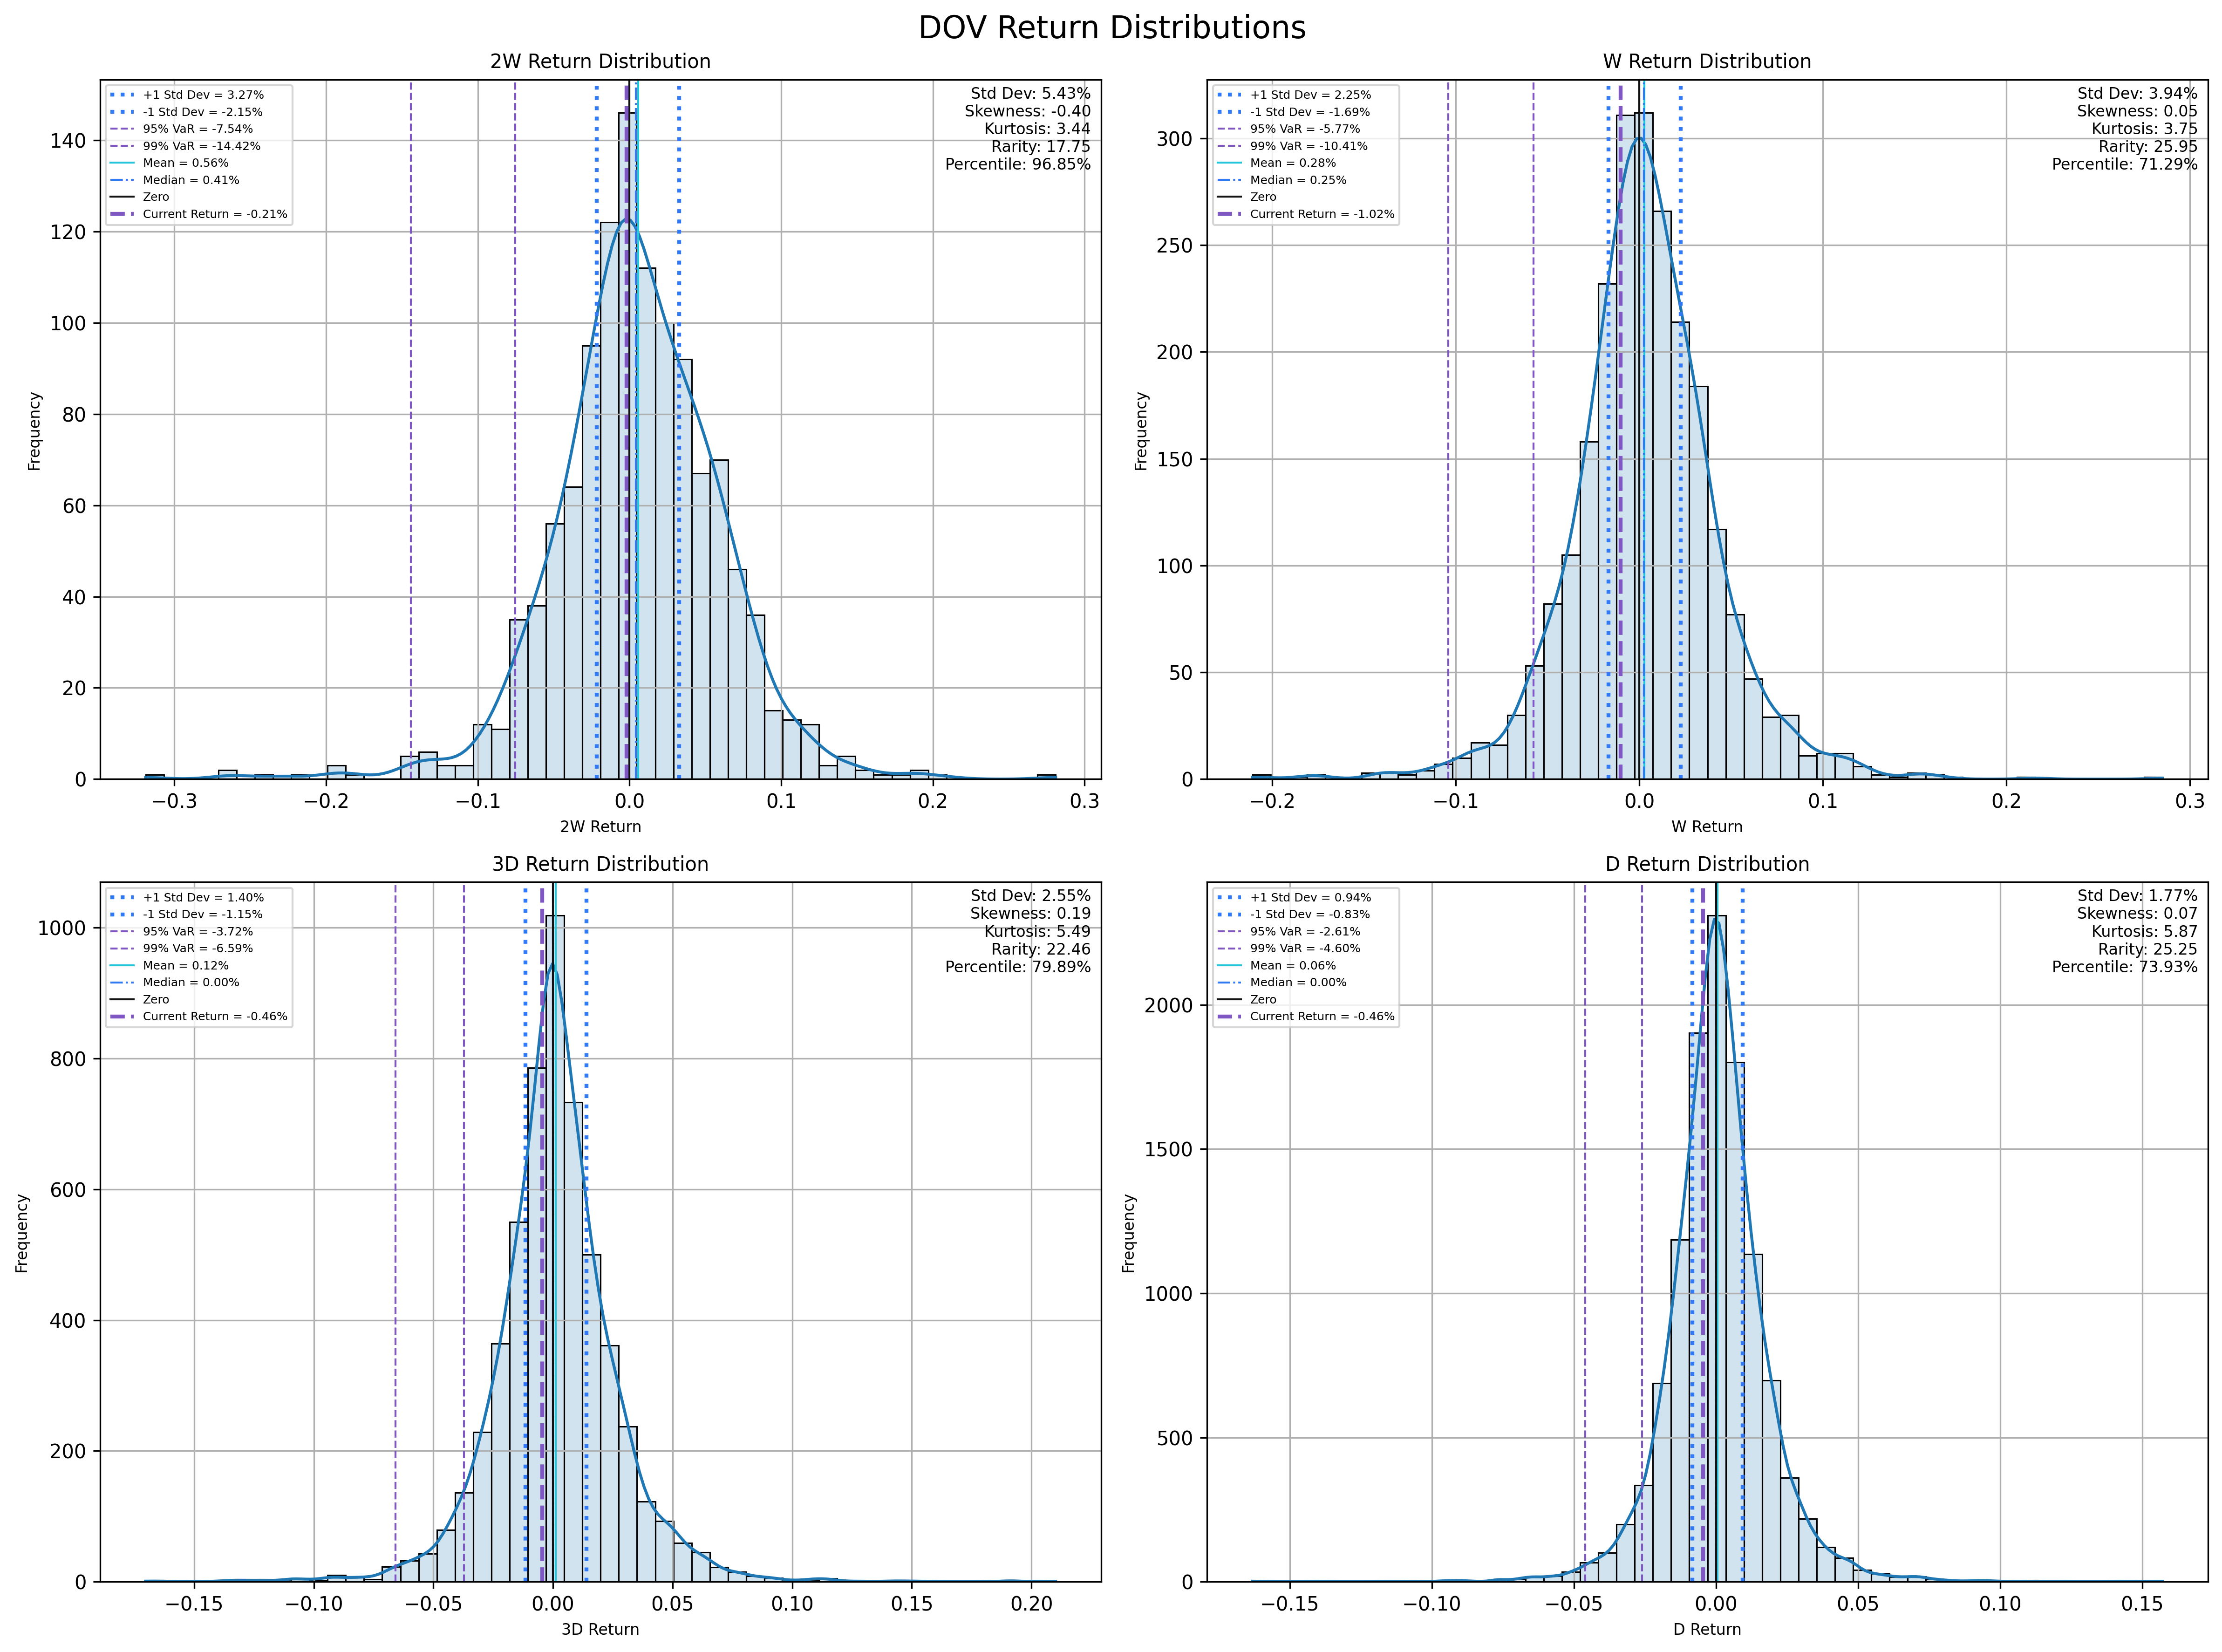 DOV Return Distributions
2W Return Distribution
+1 Std Dev = 3.27%
-1 Std Dev = -2.15%
95% VaR = -7.54%
99% VaR = -14.42%
Mean = 0.56%
Median = 0.41%
Zero
Current Return = -0.21%
Std Dev: 5.43%
Skewness: -0.40
Kurtosis: 3.44
Rarity: 17.75
Percentile: 96.85%
140
120
100
80
60
40
20
0
Frequency
−0.3 −0.2 −0.1 0.0 0.1 0.2 0.3
2W Return
W Return Distribution
+1 Std Dev = 2.25%
-1 Std Dev = -1.69%
95% VaR = -5.77%
99% VaR = -10.41%
Mean = 0.28%
Median = 0.25%
Zero
Current Return = -1.02%
Std Dev: 3.94%
Skewness: 0.05
Kurtosis: 3.75
Rarity: 25.95
Percentile: 71.29%
300
250
200
150
100
50
0
Frequency
−0.2 −0.1 0.0 0.1 0.2 0.3
W Return
3D Return Distribution
+1 Std Dev = 1.40%
-1 Std Dev = -1.15%
95% VaR = -3.72%
99% VaR = -6.59%
Mean = 0.12%
Median = 0.00%
Zero
Current Return = -0.46%
Std Dev: 2.55%
Skewness: 0.19
Kurtosis: 5.49
Rarity: 22.46
Percentile: 79.89%
1000
800
600
400
200
0
Frequency
−0.15 −0.10 −0.05 0.00 0.05 0.10 0.15 0.20
3D Return
D Return Distribution
+1 Std Dev = 0.94%
-1 Std Dev = -0.83%
95% VaR = -2.61%
99% VaR = -4.60%
Mean = 0.06%
Median = 0.00%
Zero
Current Return = -0.46%
Std Dev: 1.77%
Skewness: 0.07
Kurtosis: 5.87
Rarity: 25.25
Percentile: 73.93%
2000
1500
1000
500
0
Frequency
−0.15 −0.10 −0.05 0.00 0.05 0.10 0.15
D Return